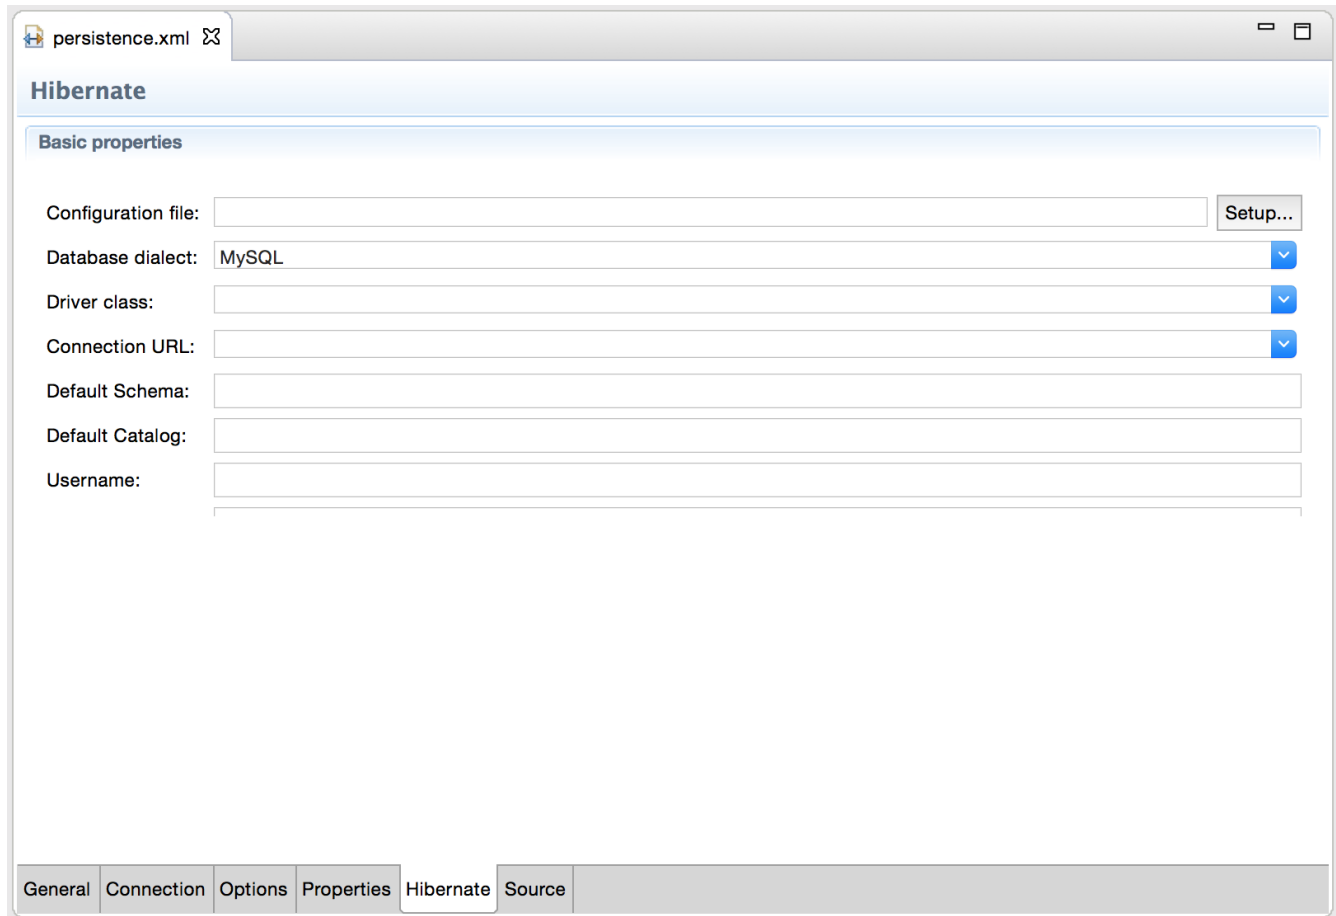 persistence.xml
Hibernate
Basic properties
Configuration file: Setup...
Database dialect: MySQL
Driver class:
Connection URL:
Default Schema:
Default Catalog:
Username:
General Connection Options Properties Hibernate Source